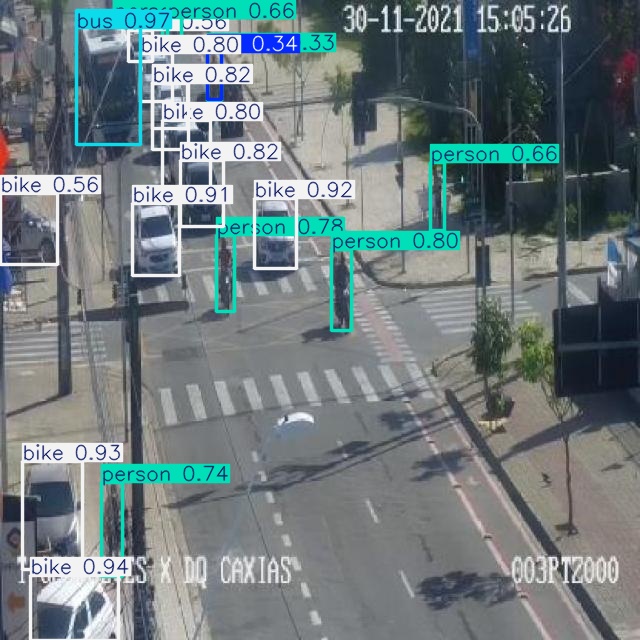 person 0.66
bus 0.97
0.56
30-11-2021 15:05:26
bike 0.80
0.34
.33
bike 0.82
bike 0.80
bike 0.82
person 0.66
bike 0.56
bike 0.91
bike 0.92
person 0.78
person 0.80
bike 0.93
person 0.74
X DQ CAXIAS
003PTZ000
bike 0.94